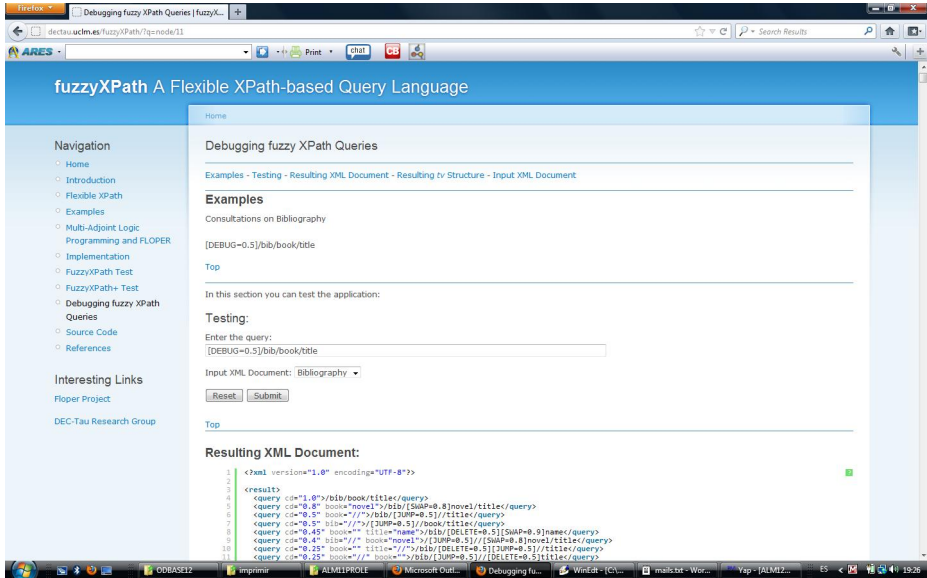 Firefox
Debugging fuzzy XPath Queries | fuzzyX...
dectau.uclm.es/fuzzyXPath/?q=node/11
Search Results
ARES
Print
chat
CB
fuzzyXPath A Flexible XPath-based Query Language
Home
Navigation
Home
Introduction
Flexible XPath
Examples
Multi-Adjoint Logic
Programming and FLOPER
Implementation
FuzzyXPath Test
FuzzyXPath+ Test
Debugging fuzzy XPath
Queries
Source Code
References
Interesting Links
Floper Project
DEC-Tau Research Group
Debugging fuzzy XPath Queries
Examples - Testing - Resulting XML Document - Resulting tv Structure - Input XML Document
Examples
Consultations on Bibliography
[DEBUG=0.5]/bib/book/title
Top
In this section you can test the application:
Testing:
Enter the query:
[DEBUG=0.5]/bib/book/title
Input XML Document: Bibliography
Reset Submit
Top
Resulting XML Document:
1 <?xml version="1.0" encoding="UTF-8"?>
2
3 <result>
4 <query cd="1.0">/bib/book/title</query>
5 <query cd="0.8" book="novel">/bib/[SWAP=0.8]novel/title</query>
6 <query cd="0.5" book="//">/bib/[JUMP=0.5]//title</query>
7 <query cd="0.5" bib="//">/[JUMP=0.5]//book/title</query>
8 <query cd="0.45" book="" title="name">/bib/[DELETE=0.5][SWAP=0.9]name</query>
9 <query cd="0.4" bib="//" book="novel">/[JUMP=0.5]//[SWAP=0.8]novel/title</query>
10 <query cd="0.25" book="" title="//">/bib/[DELETE=0.5][JUMP=0.5]//title</query>
11 <query cd="0.25" book="//" book="">/bib/[JUMP=0.5]//[DELETE=0.5]title</query>
ODBASE12
imprimir
ALM11PROLE
Microsoft Outl...
Debugging fu...
WinEdt - [C:\...
mails.txt - Wor...
Yap - [ALM12...
ES
19:26